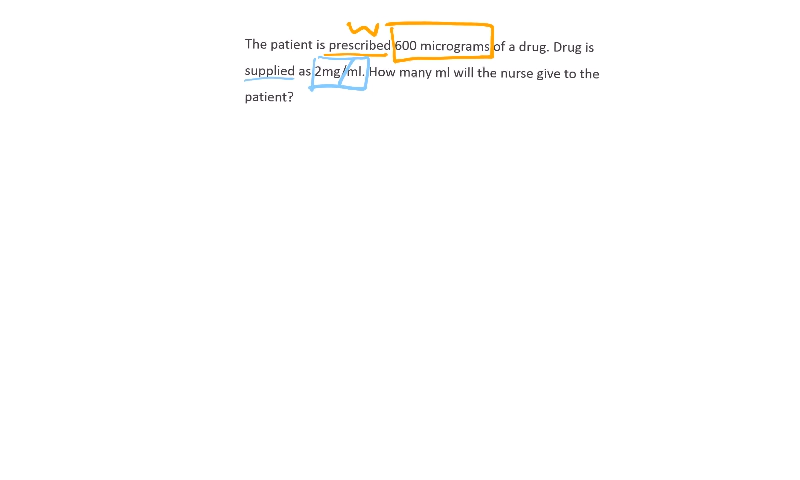 W
The patient is prescribed 600 micrograms of a drug. Drug is
supplied as 2mg/ml. How many ml will the nurse give to the
patient?